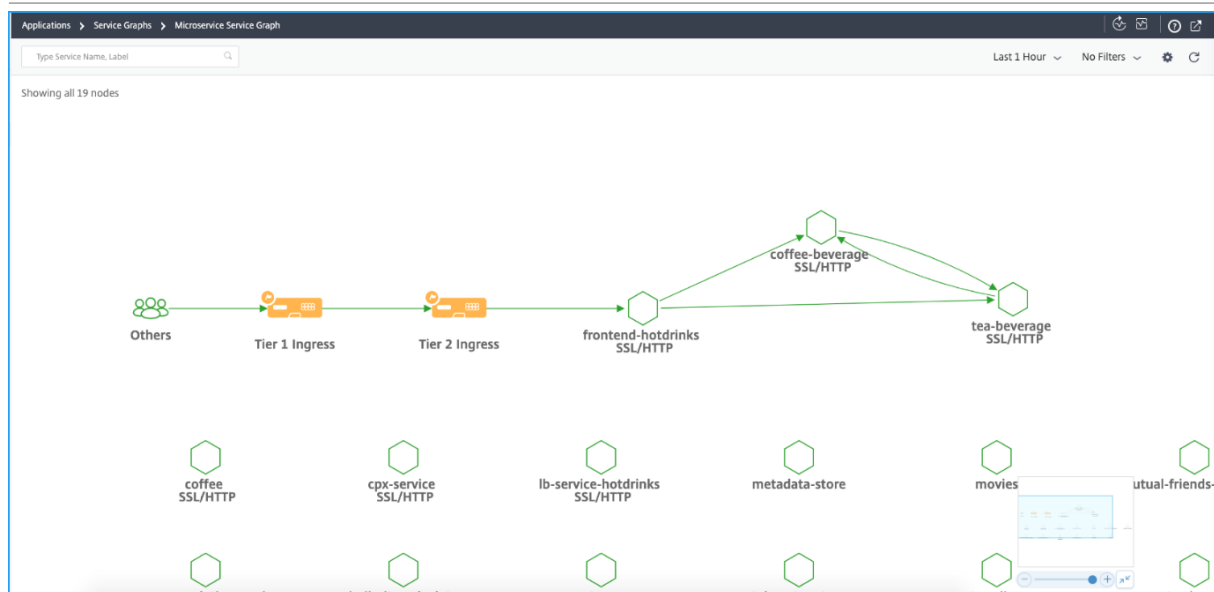 Applications > Service Graphs > Microservice Service Graph
Type Service Name, Label
Last 1 Hour
No Filters
Showing all 19 nodes
coffee-beverage
SSL/HTTP
Others
Tier 1 Ingress
Tier 2 Ingress
frontend-hotdrinks
SSL/HTTP
tea-beverage
SSL/HTTP
coffee
SSL/HTTP
cpx-service
SSL/HTTP
lb-service-hotdrinks
SSL/HTTP
metadata-store
movies
utual-friends-